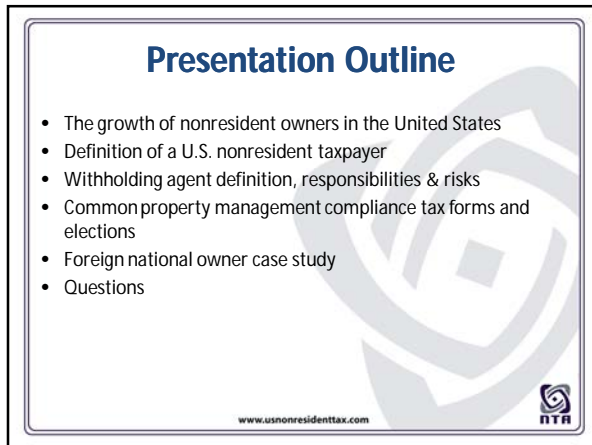 Presentation Outline
• The growth of nonresident owners in the United States
• Definition of a U.S. nonresident taxpayer
• Withholding agent definition, responsibilities & risks
• Common property management compliance tax forms and
elections
• Foreign national owner case study
• Questions
www.usnonresidenttax.com
NTA